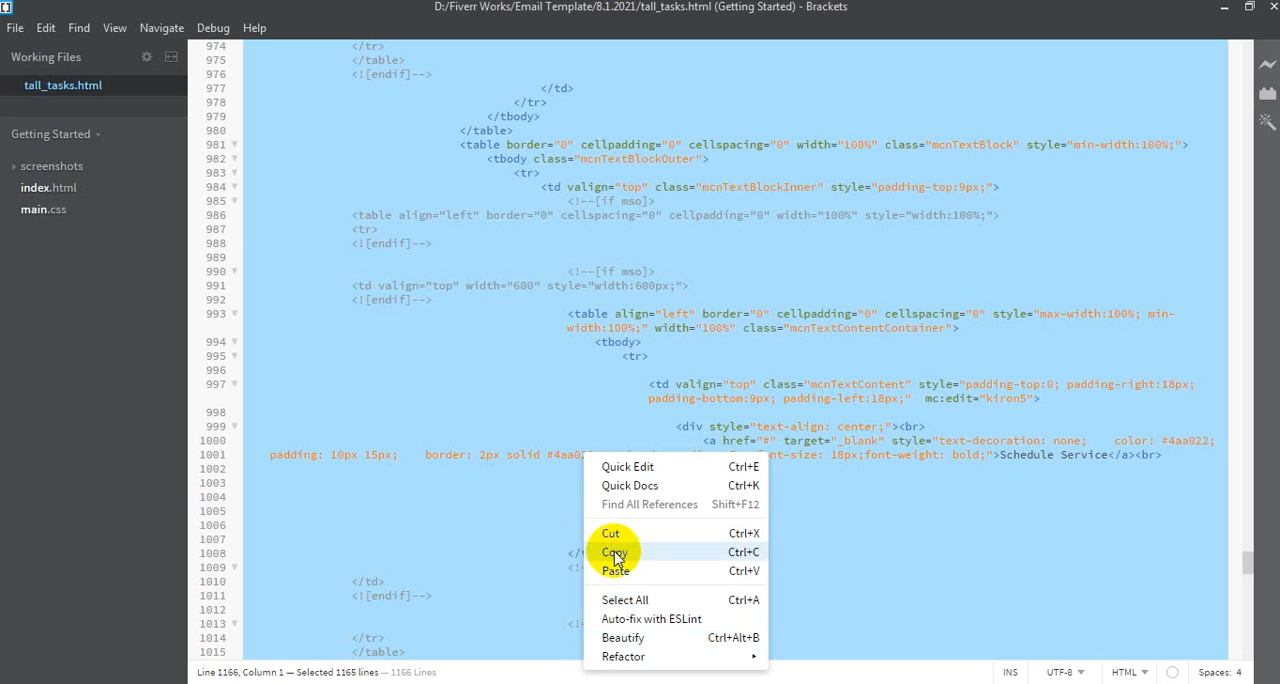 D:/Fiverr Works/Email Template/8.1.2021/tall_tasks.html (Getting Started) - Brackets
File Edit Find View Navigate Debug Help
Working Files
tall_tasks.html
Getting Started
screenshots
index.html
main.css
974 </tr>
975 </table>
976 <![endif]-->
977 </td>
978 </tr>
979 </tbody>
980 </table>
981 <table border="0" cellpadding="0" cellspacing="0" width="100%" class="mcnTextBlock" style="min-width:100%;">
982 <tbody class="mcnTextBlockOuter">
983 <tr>
984 <td valign="top" class="mcnTextBlockInner" style="padding-top:9px;">
985 <!--[if mso]>
986 <table align="left" border="0" cellspacing="0" cellpadding="0" width="100%" style="width:100%;">
987 <tr>
988 <![endif]-->
989
990 <!--[if mso]>
991 <td valign="top" width="600" style="width:600px;">
992 <![endif]-->
993 <table align="left" border="0" cellpadding="0" cellspacing="0" style="max-width:100%; min-
width:100%;" width="100%" class="mcnTextContentContainer">
994 <tbody>
995 <tr>
996
997 <td valign="top" class="mcnTextContent" style="padding-top:0; padding-right:18px;
padding-bottom:9px; padding-left:18px;" mc:edit="kiron5">
998
999 <div style="text-align: center;"><br>
1000 <a href="#" target="_blank" style="text-decoration: none; color: #4aa022;
1001 padding: 10px 15px; border: 2px solid #4aa0 font-size: 18px;font-weight: bold;">Schedule Service</a><br>
1002
1003
1004
1005
1006
1007
1008 </
1009 <!
1010 </td>
1011 <![endif]-->
1012
1013 <!
1014 </tr>
1015 </table>
Quick Edit Ctrl+E
Quick Docs Ctrl+K
Find All References Shift+F12
Cut Ctrl+X
Copy Ctrl+C
Paste Ctrl+V
Select All Ctrl+A
Auto-fix with ESLint
Beautify Ctrl+Alt+B
Refactor
Line 1166, Column 1 — Selected 1165 lines — 1166 Lines
INS UTF-8 HTML Spaces: 4